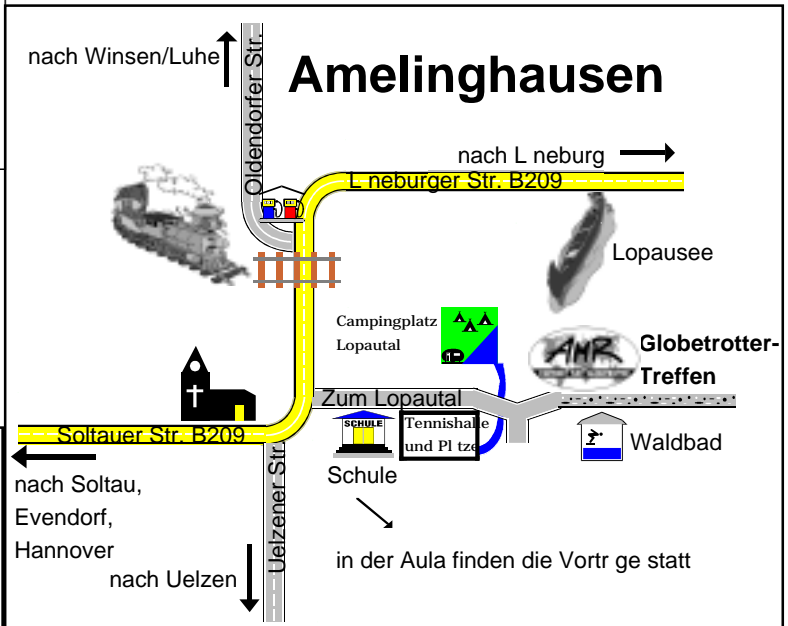 nach Winsen/Luhe
Oldendorfer Str.
Amelinghausen
nach L neburg
L neburger Str. B209
Lopausee
Campingplatz
Lopautal
AMR
Globetrotter-
Treffen
Zum Lopautal
SCHULE
Tennishalle
und Pl tze
Waldbad
Schule
Soltauer Str. B209
nach Soltau,
Evendorf,
Hannover
Uelzener Str.
nach Uelzen
in der Aula finden die Vortr ge statt